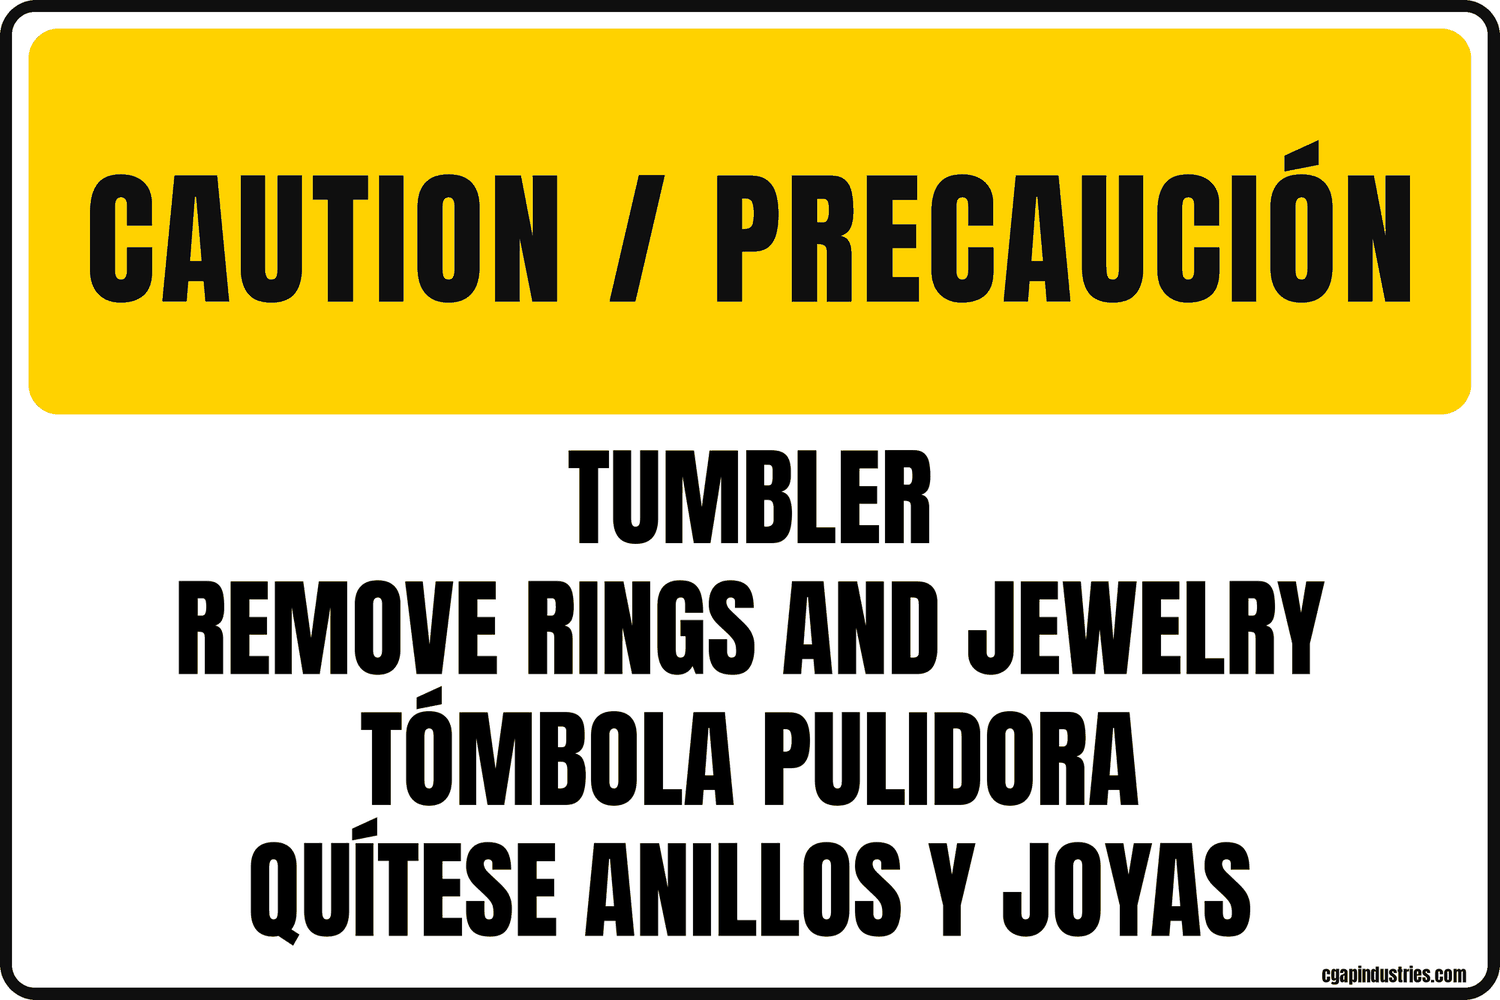 CAUTION / PRECAUCIÓN
TUMBLER
REMOVE RINGS AND JEWELRY
TÓMBOLA PULIDORA
QUÍTESE ANILLOS Y JOYAS
cgapindustries.com